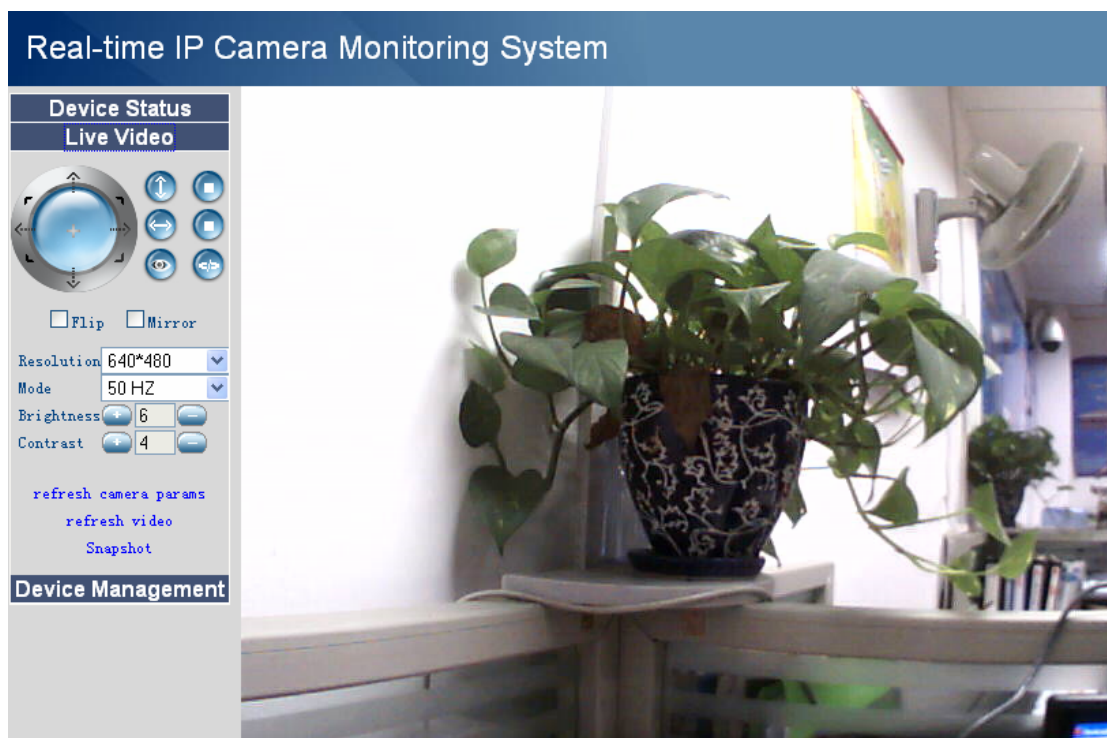 Real-time IP Camera Monitoring System
Device Status
Live Video
Flip Mirror
Resolution 640*480
Mode 50 HZ
Brightness + 6 -
Contrast + 4 -
refresh camera params
refresh video
Snapshot
Device Management